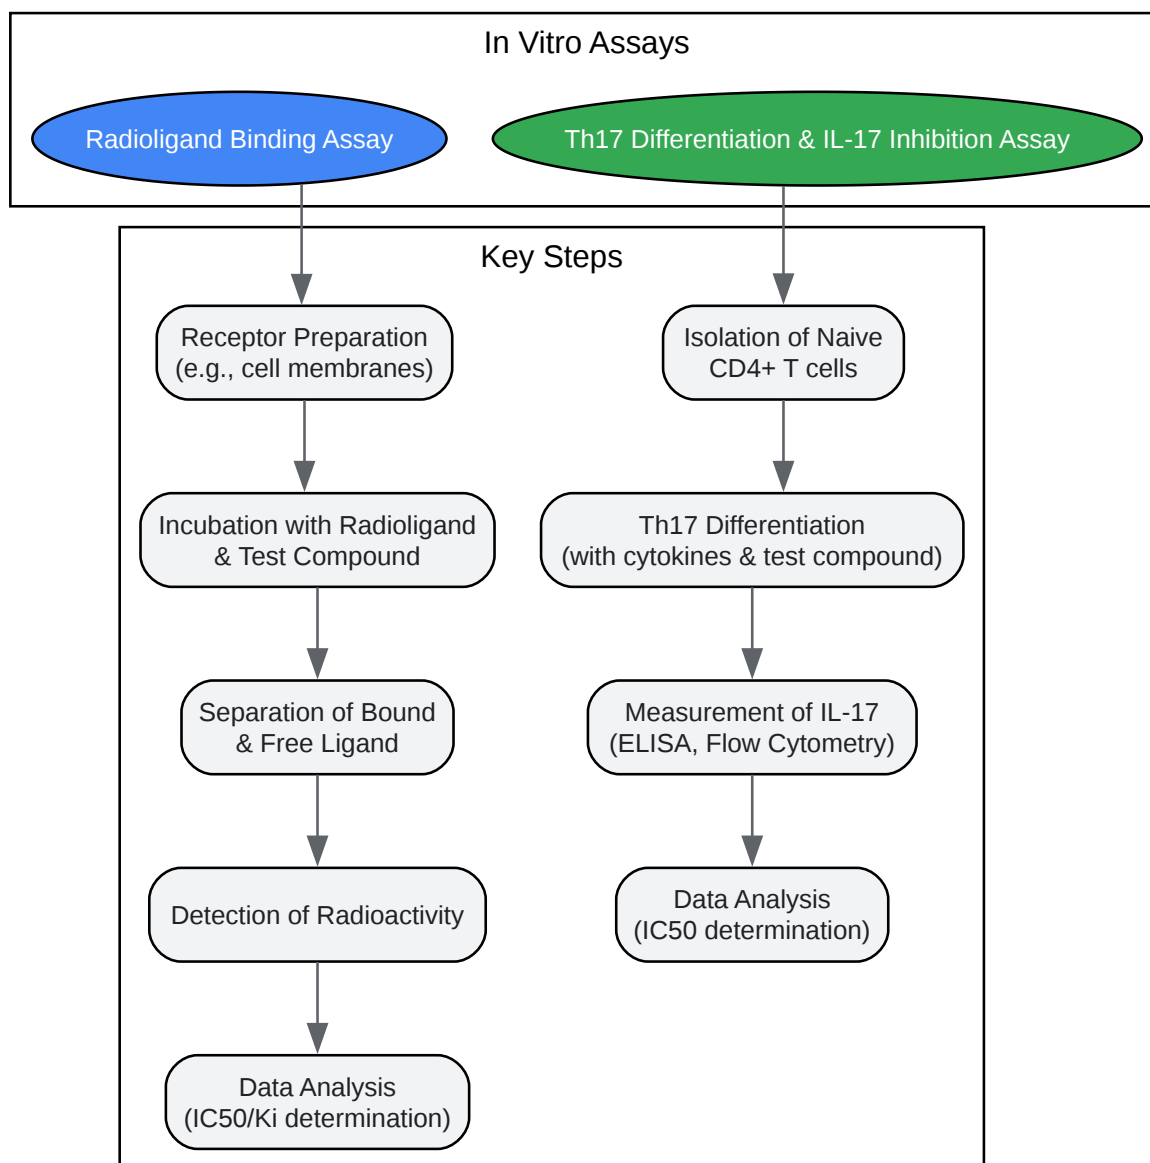 In Vitro Assays
Radioligand Binding Assay
Th17 Differentiation & IL-17 Inhibition Assay
Key Steps
Receptor Preparation
(e.g., cell membranes)
Incubation with Radioligand
& Test Compound
Separation of Bound
& Free Ligand
Detection of Radioactivity
Data Analysis
(IC50/Ki determination)
Isolation of Naive
CD4+ T cells
Th17 Differentiation
(with cytokines & test compound)
Measurement of IL-17
(ELISA, Flow Cytometry)
Data Analysis
(IC50 determination)